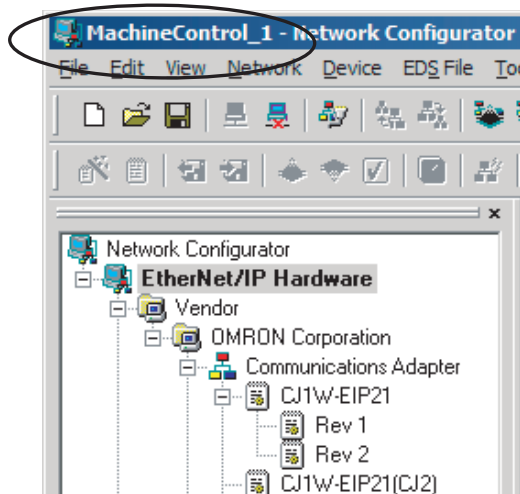 MachineControl_1 - Network Configurator
File Edit View Network Device EDS File
Network Configurator
EtherNet/IP Hardware
Vendor
OMRON Corporation
Communications Adapter
CJ1W-EIP21
Rev 1
Rev 2
CJ1W-EIP21(CJ2)